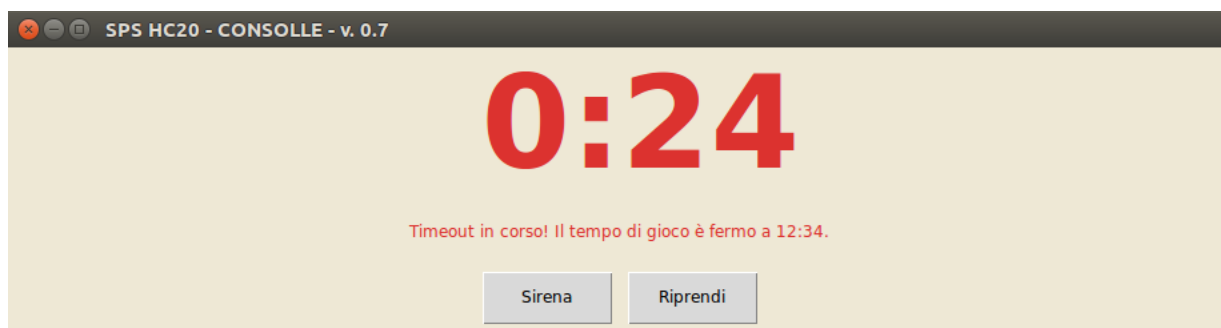 SPS HC20 - CONSOLLE - v. 0.7
0:24
Timeout in corso! Il tempo di gioco è fermo a 12:34.
Sirena Riprendi